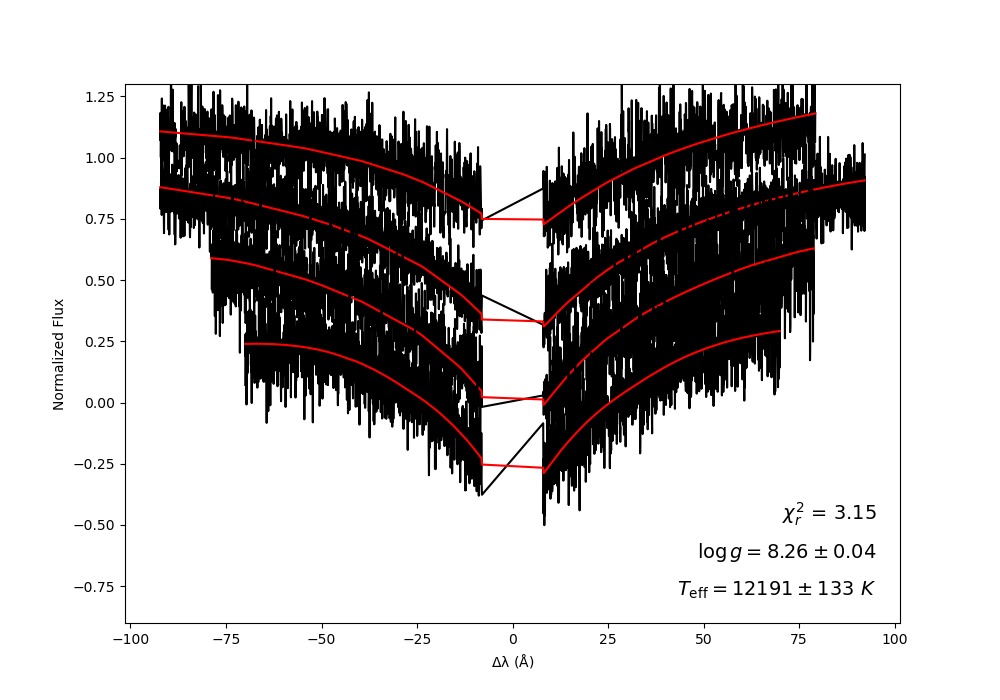 1.25
1.00
0.75
0.50
0.25
0.00
−0.25
−0.50
−0.75
Normalized Flux
χ²ᵣ = 3.15
log g = 8.26 ± 0.04
T_eff = 12191 ± 133 K
−100 −75 −50 −25 0 25 50 75 100
Δλ (Å)